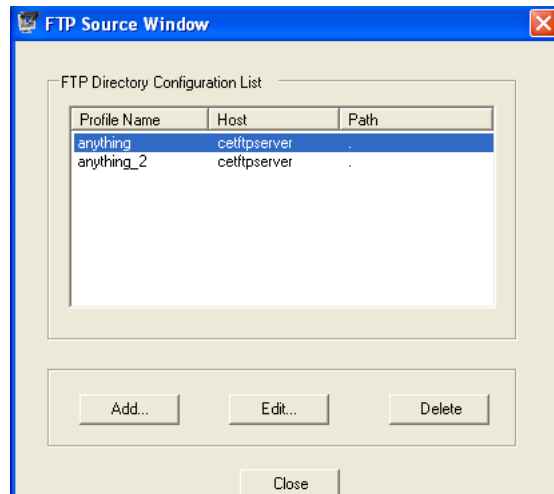 FTP Source Window
FTP Directory Configuration List
Profile Name Host Path
anything cetftpserver .
anything_2 cetftpserver .
Add... Edit... Delete
Close